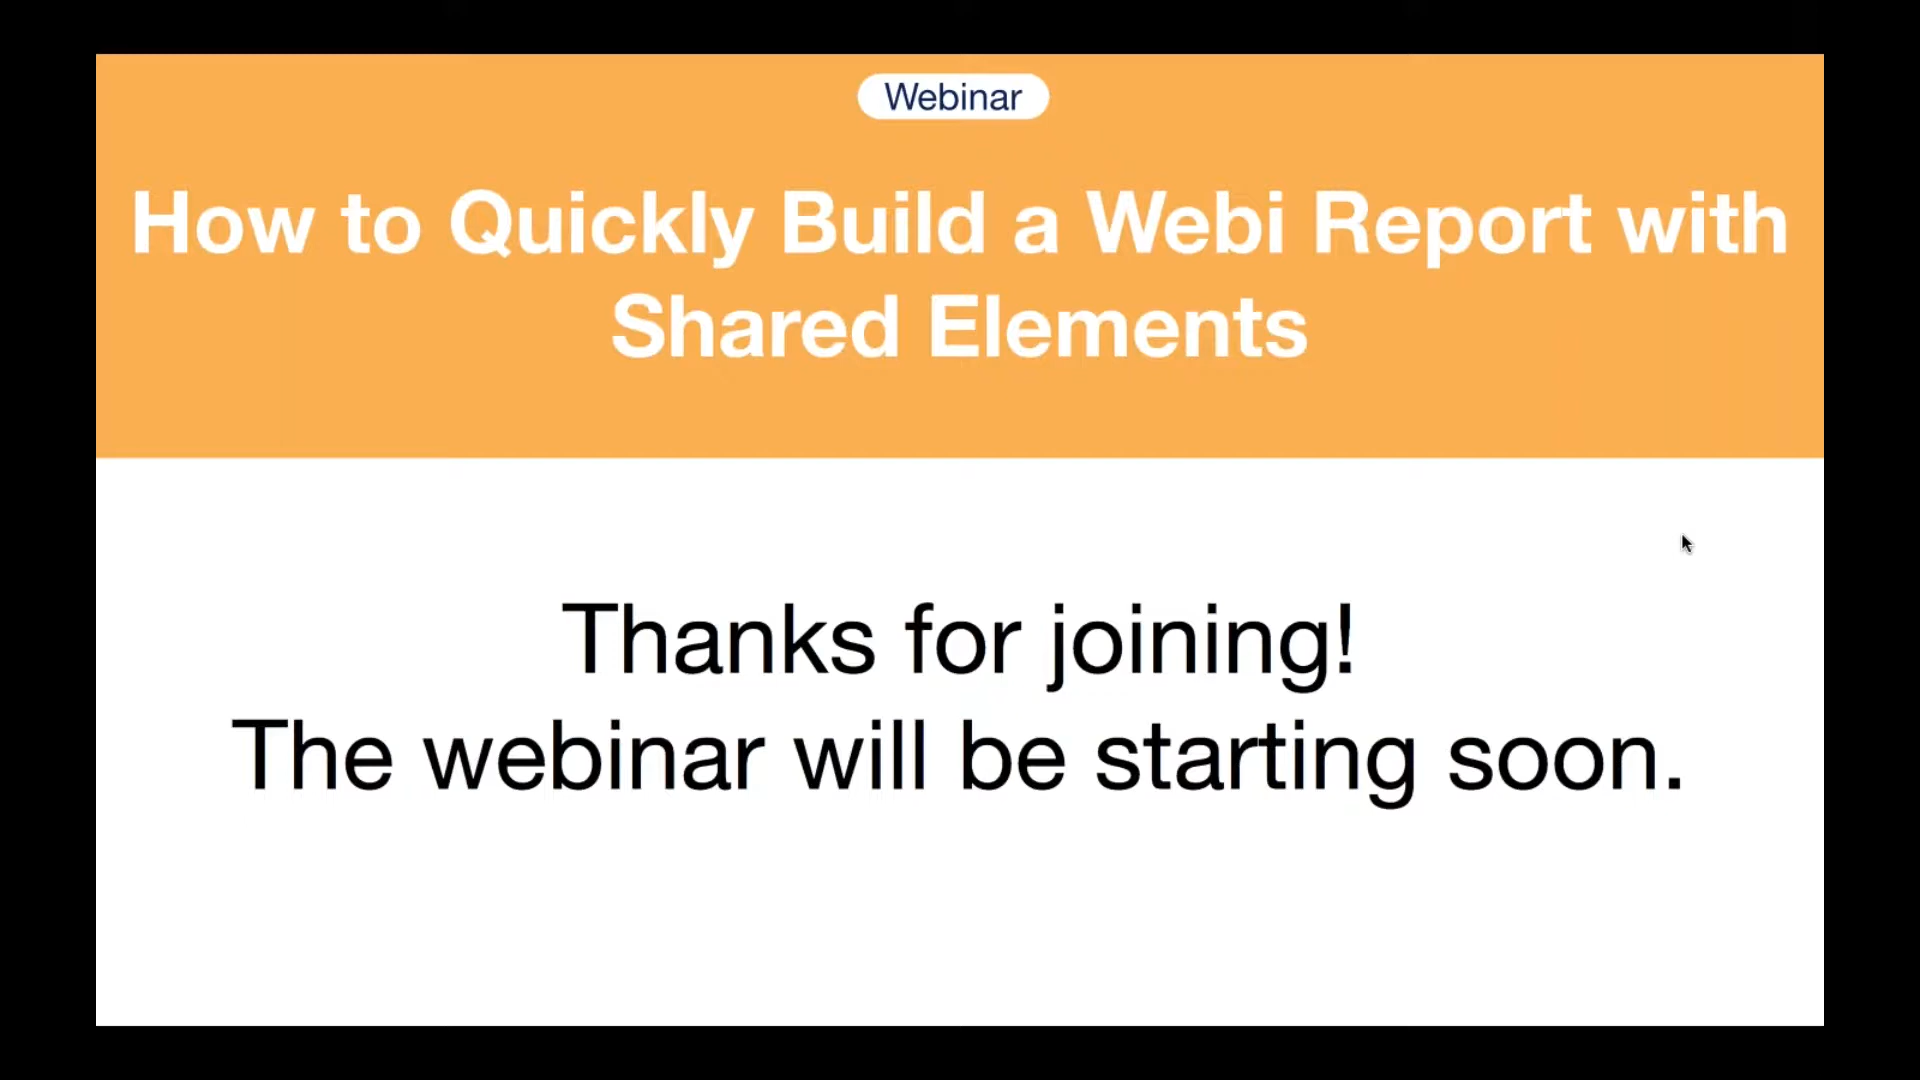 Webinar
How to Quickly Build a Webi Report with
Shared Elements
Thanks for joining!
The webinar will be starting soon.